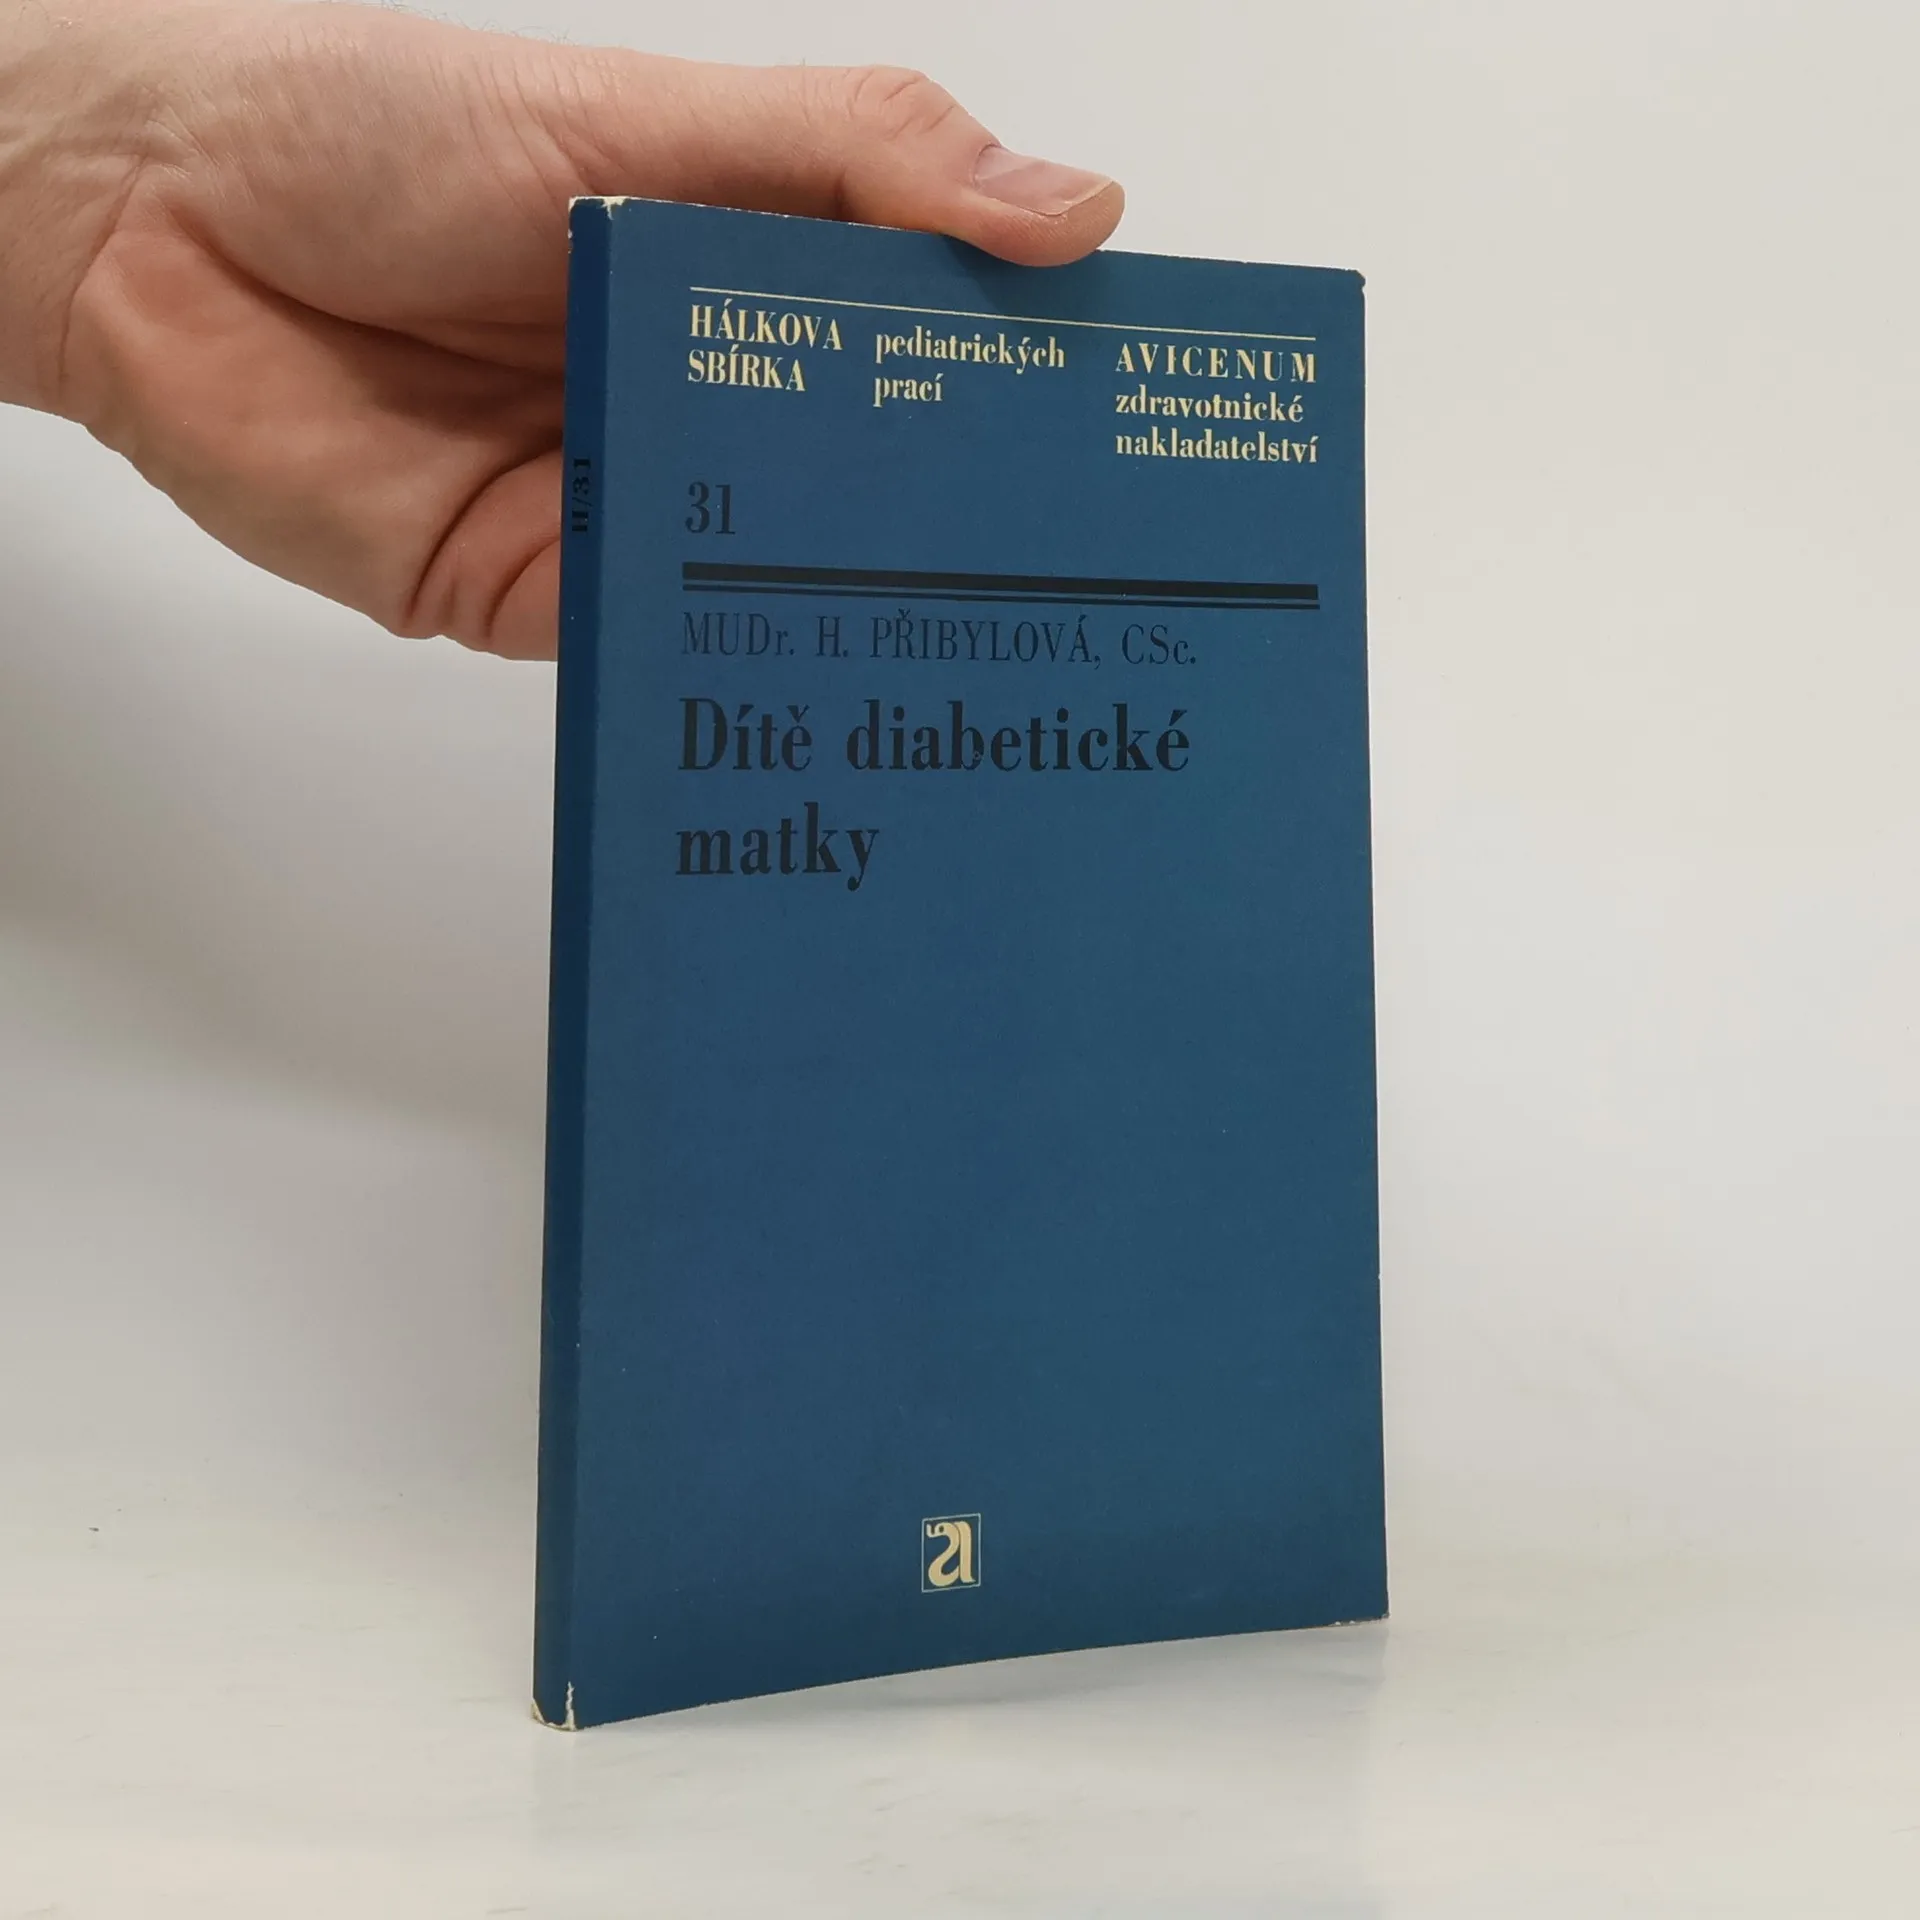 HÁLKOVA
SBÍRKA
pediatrických
prací
AVICENUM
zdravotnické
nakladatelství
31
MUDr. H. PŘIBYLOVÁ, CSc.
Dítě diabetické
matky
H/31
a